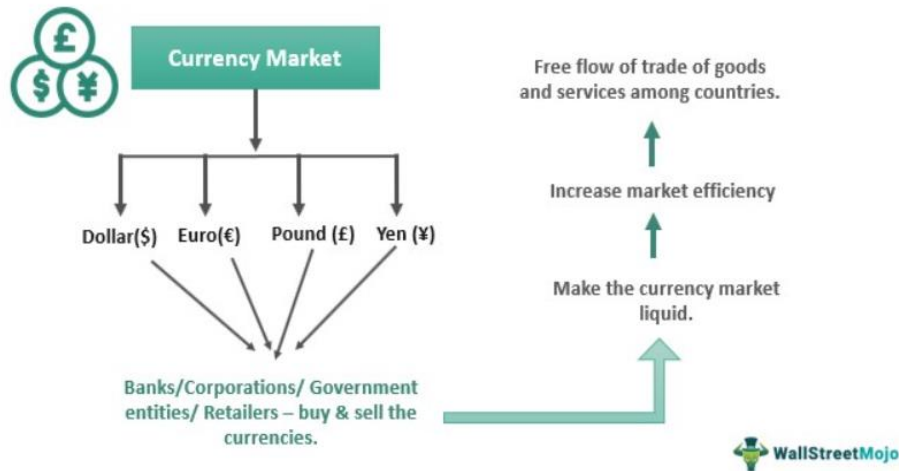 £
$ ¥
Currency Market
Dollar($) Euro(€) Pound (£) Yen (¥)
Banks/Corporations/ Government
entities/ Retailers – buy & sell the
currencies.
Free flow of trade of goods
and services among countries.
Increase market efficiency
Make the currency market
liquid.
WallStreetMojo